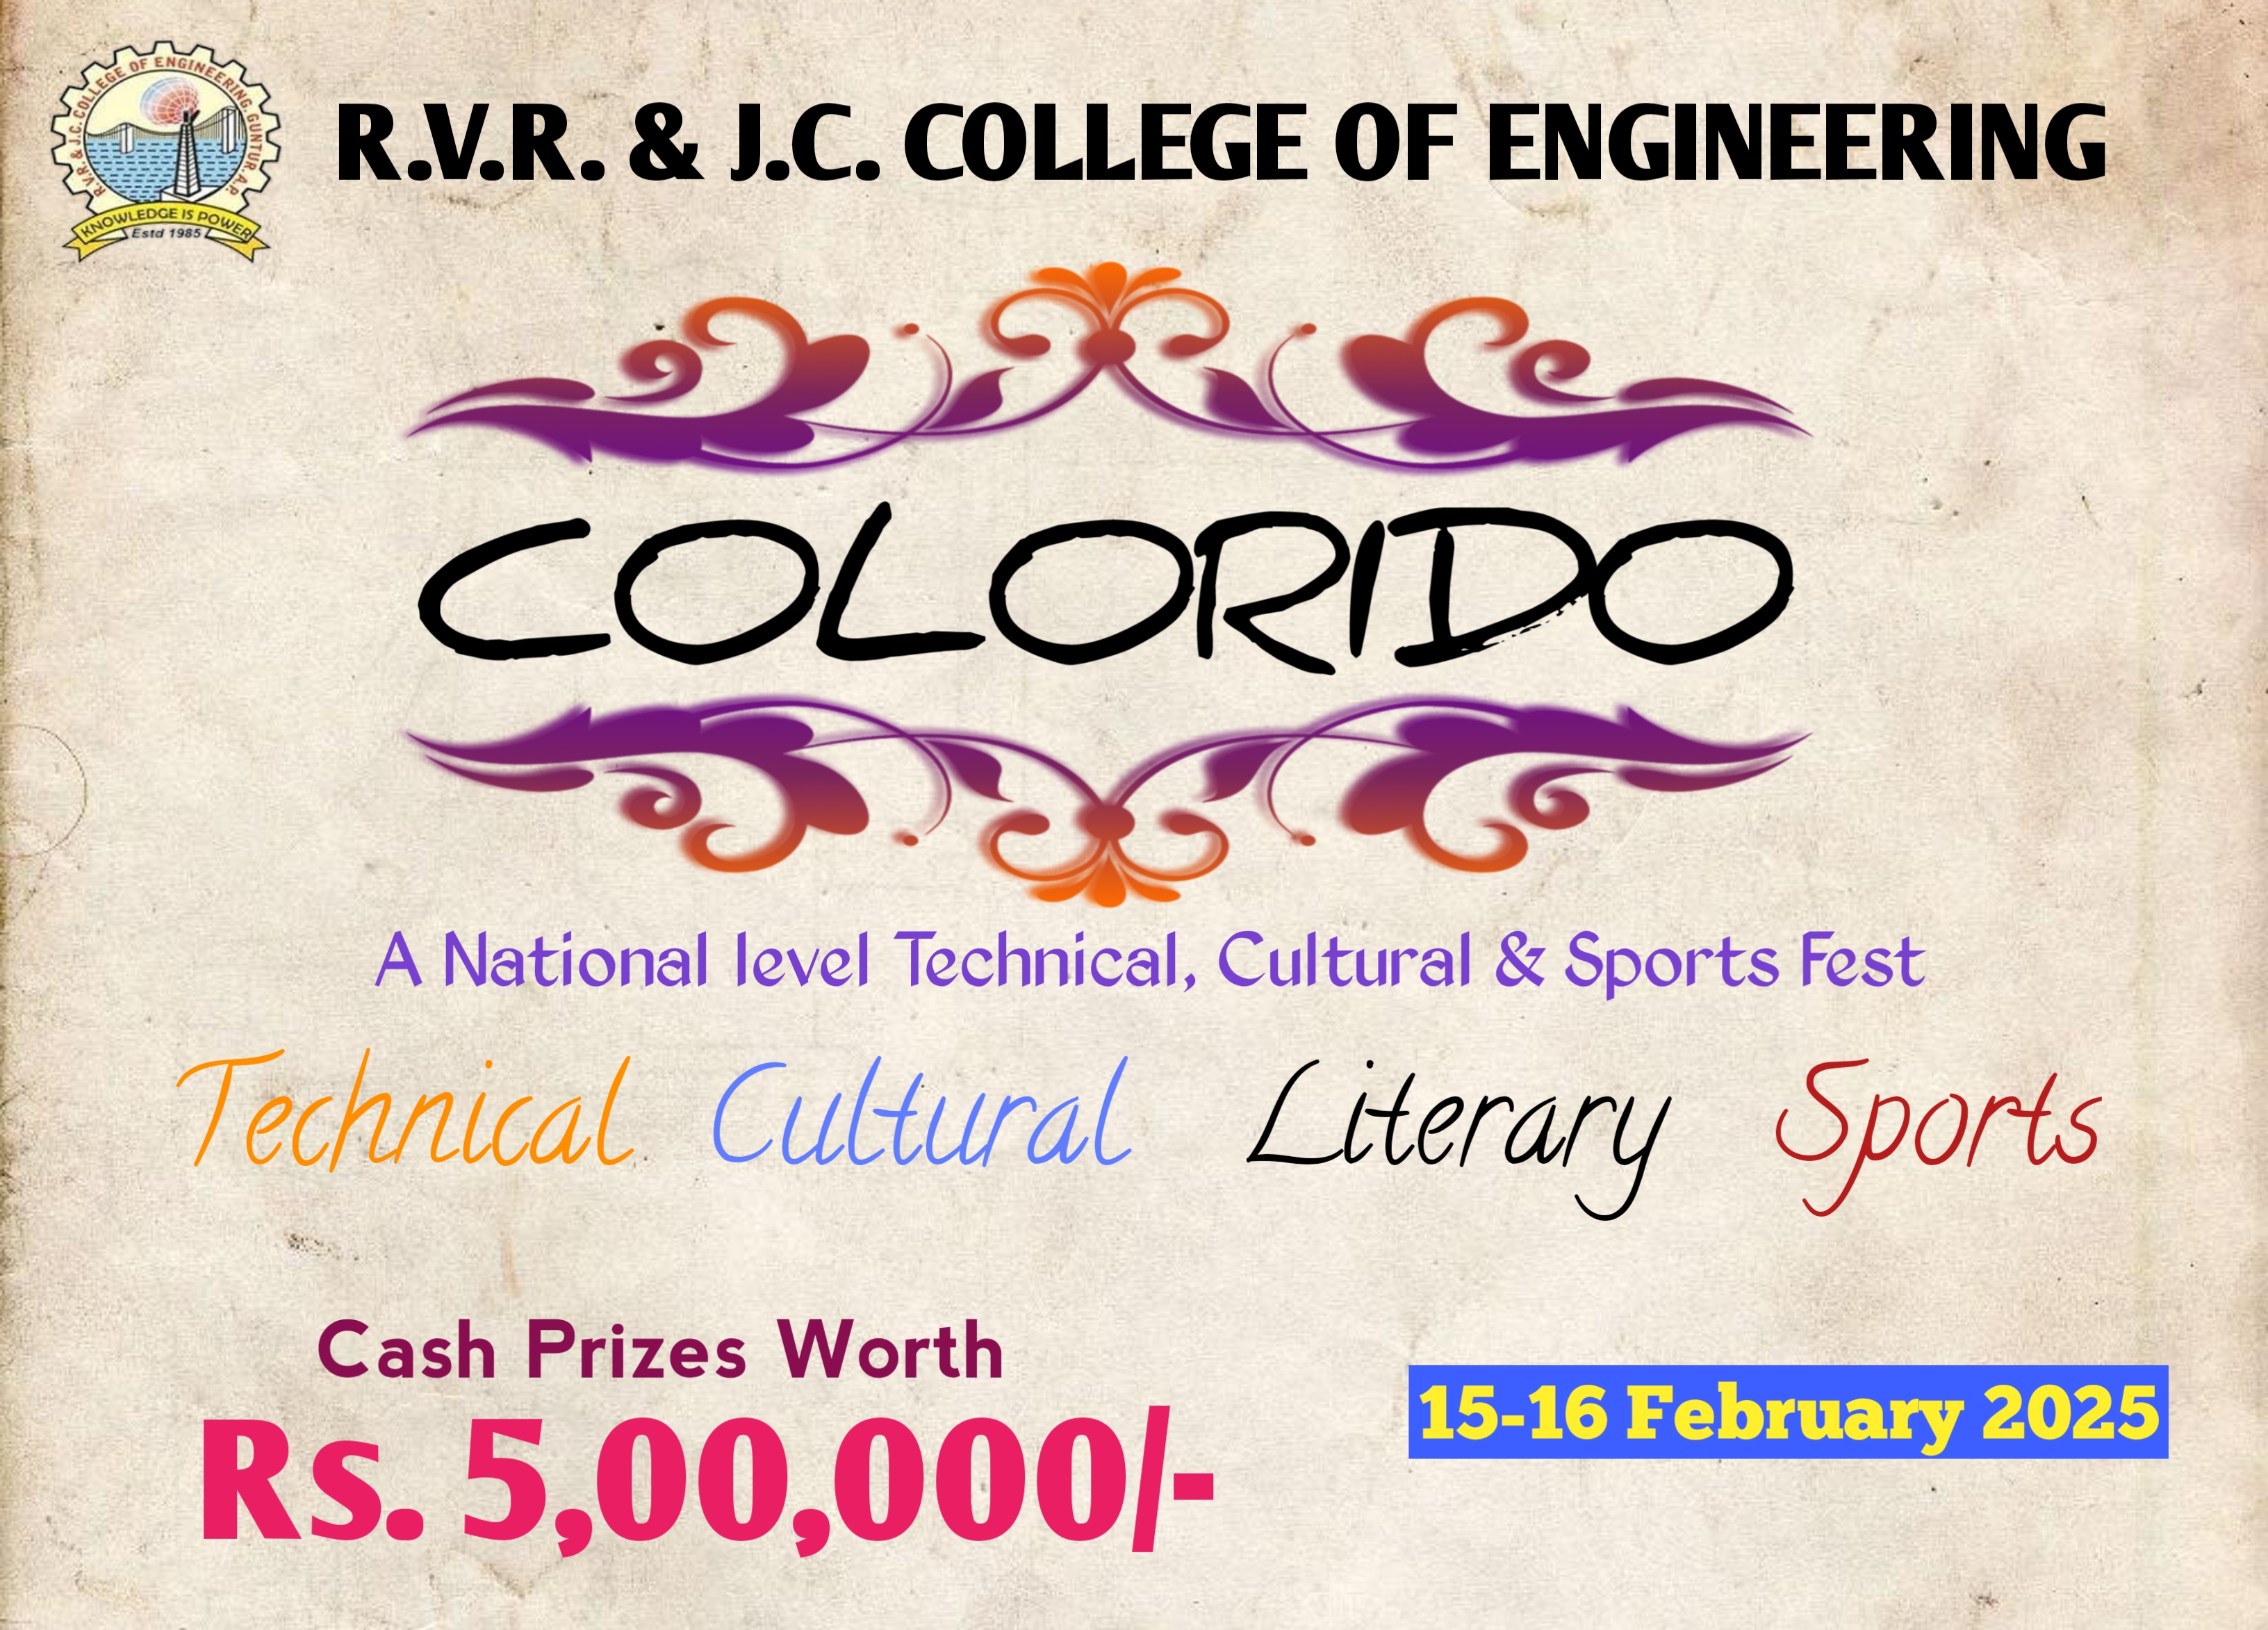 R.V.R. & J.C. COLLEGE OF ENGINEERING, GUNTUR. A.P.
KNOWLEDGE IS POWER
Estd 1985
R.V.R. & J.C. COLLEGE OF ENGINEERING
COLORIDO
A National level Technical, Cultural & Sports Fest
Technical Cultural Literary Sports
Cash Prizes Worth
Rs. 5,00,000/-
15-16 February 2025